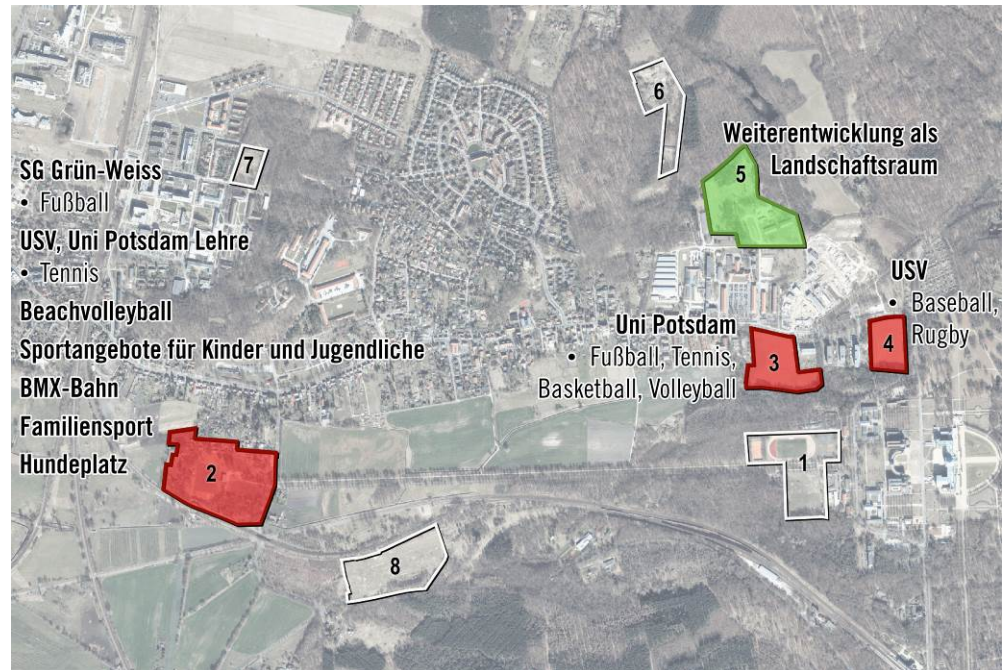 6
Weiterentwicklung als
Landschaftsraum
5
7
SG Grün-Weiss
• Fußball
USV, Uni Potsdam Lehre
• Tennis
Beachvolleyball
Sportangebote für Kinder und Jugendliche
BMX-Bahn
Familiensport
Hundeplatz
USV
• Baseball,
Rugby
4
Uni Potsdam
• Fußball, Tennis,
Basketball, Volleyball
3
2
1
8